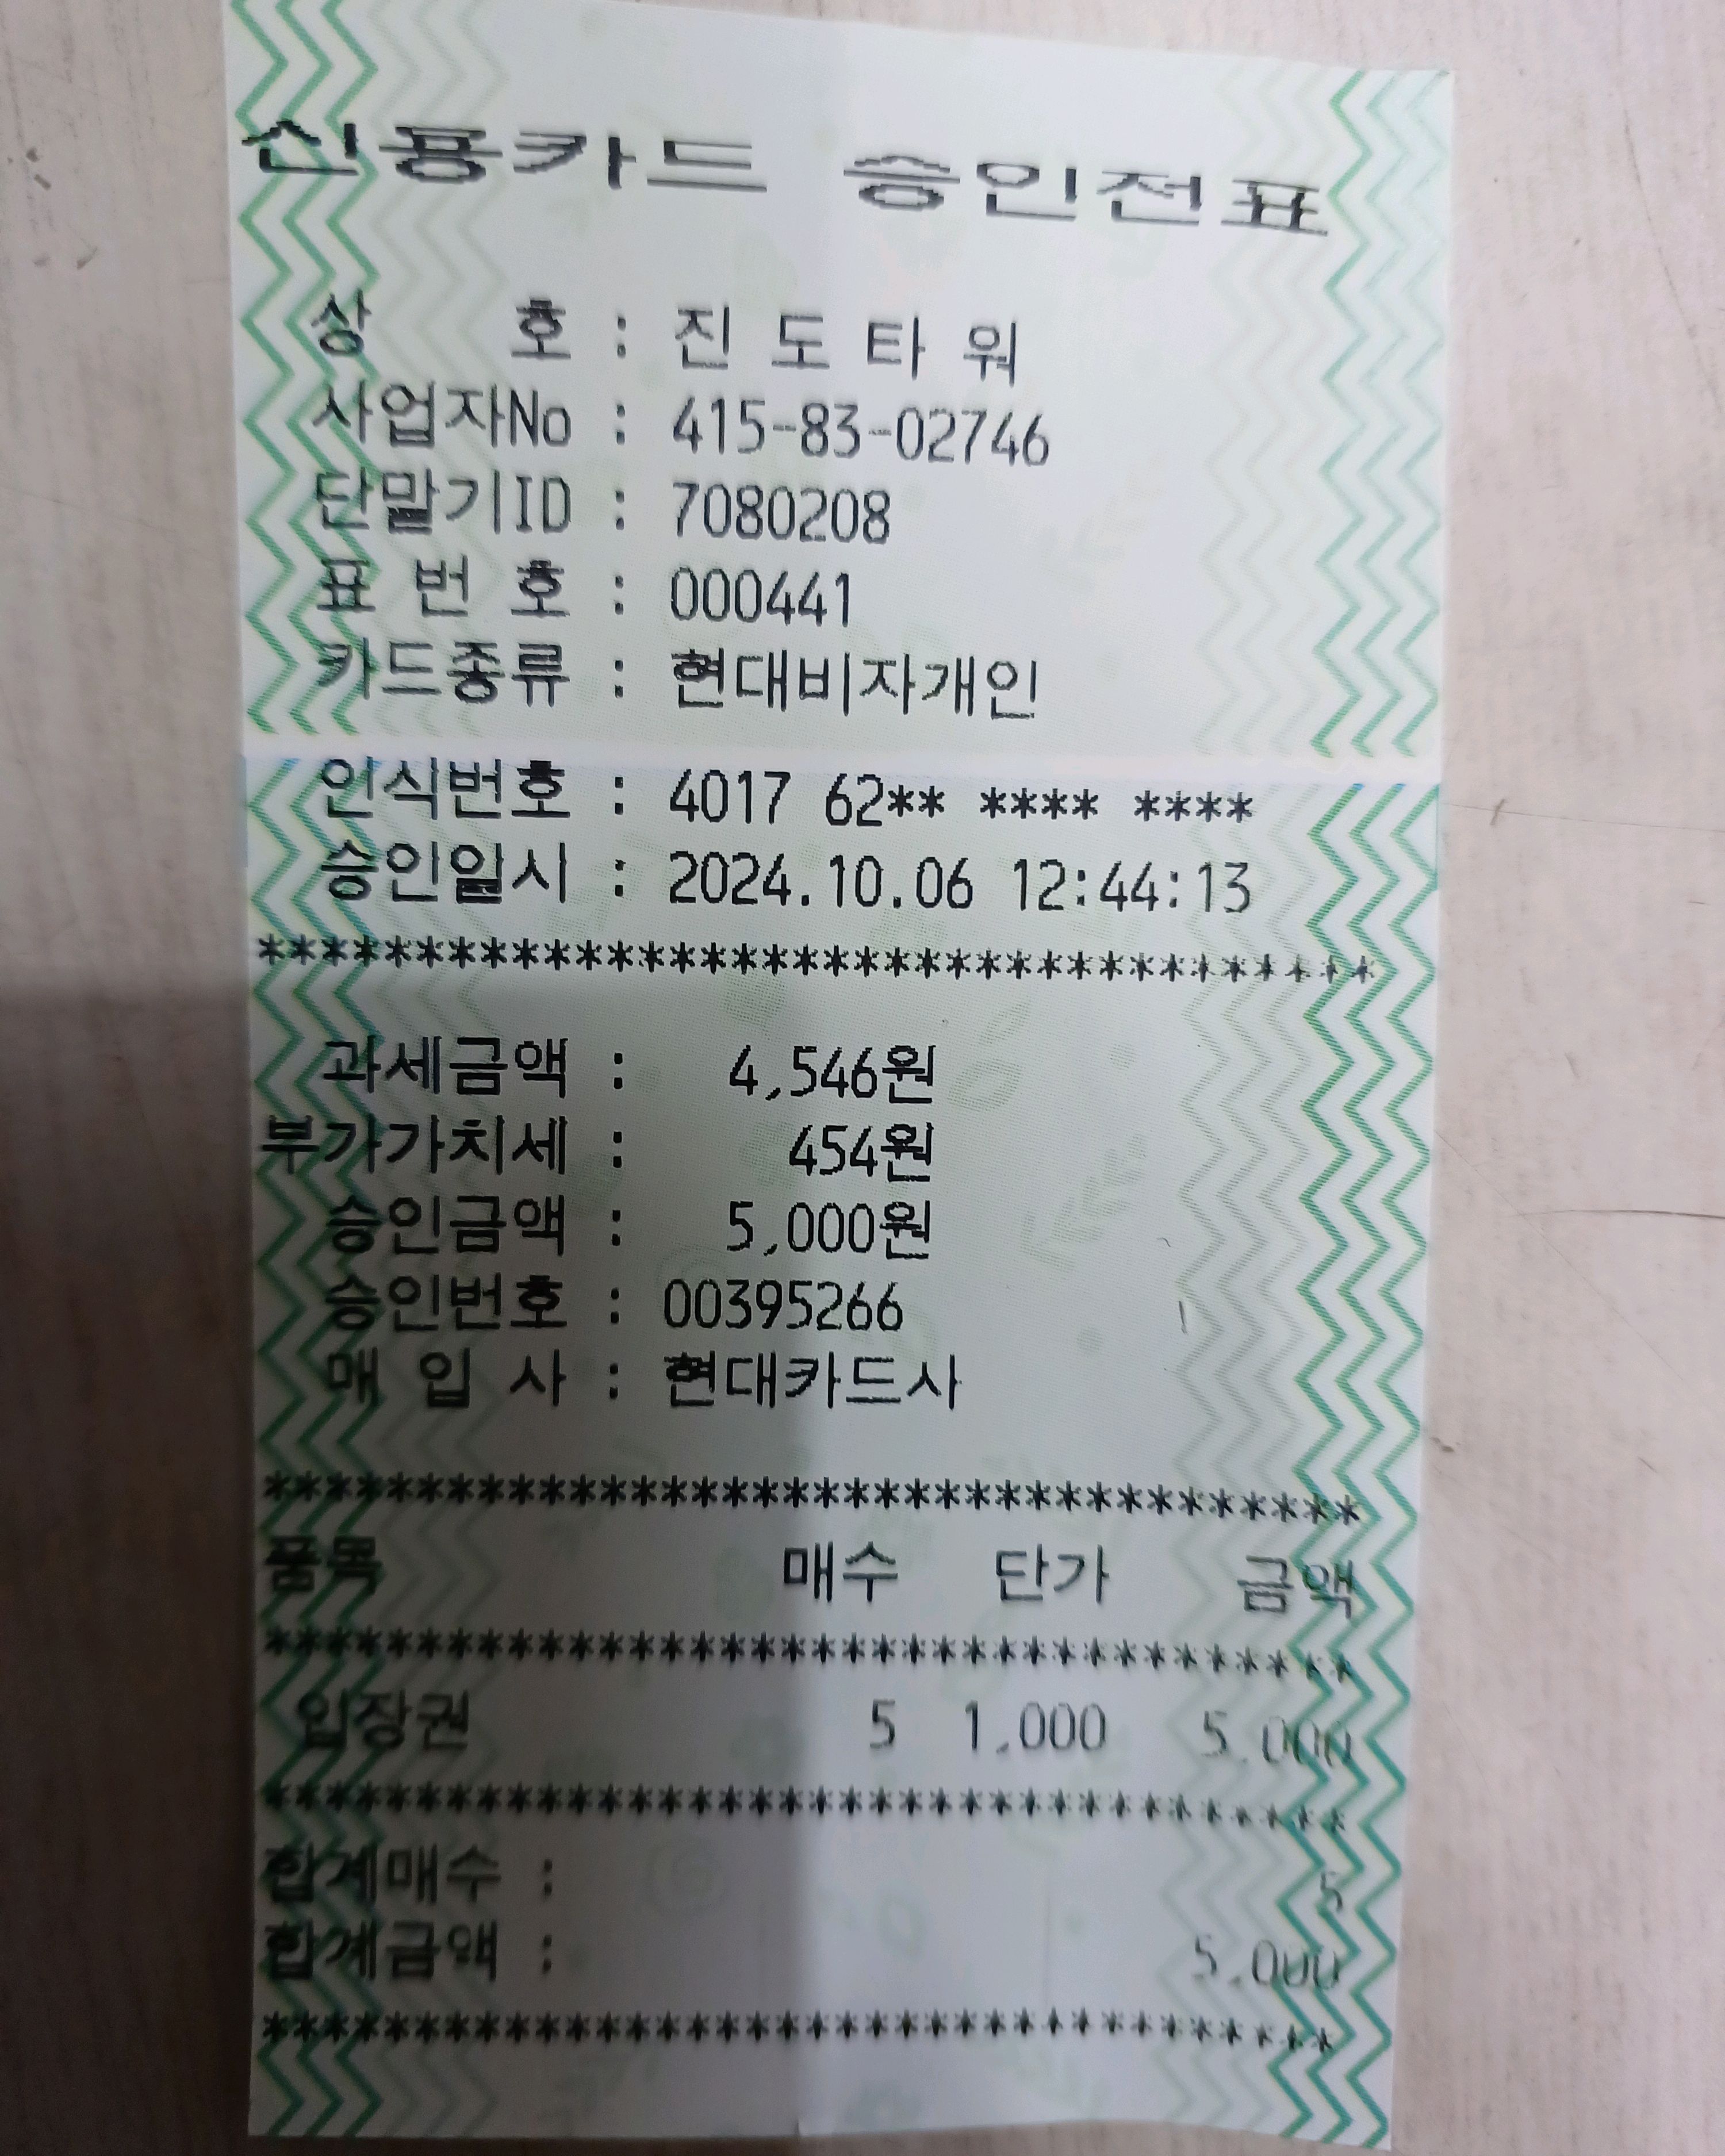 신용카드 승인전표
상 호 : 진 도 타 워
사업자No : 415-83-02746
단말기ID : 7080208
표 번 호 : 000441
카드종류 : 현대비자개인
인식번호 : 4017 62** **** ****
승인일시 : 2024.10.06 12:44:13
************************************
과세금액 : 4,546원
부가가치세 : 454원
승인금액 : 5,000원
승인번호 : 00395266
매 입 사 : 현대카드사
************************************
품목 매수 단가 금액
************************************
입장권 5 1,000 5,000
************************************
합계매수 : 5
합계금액 : 5,000
************************************